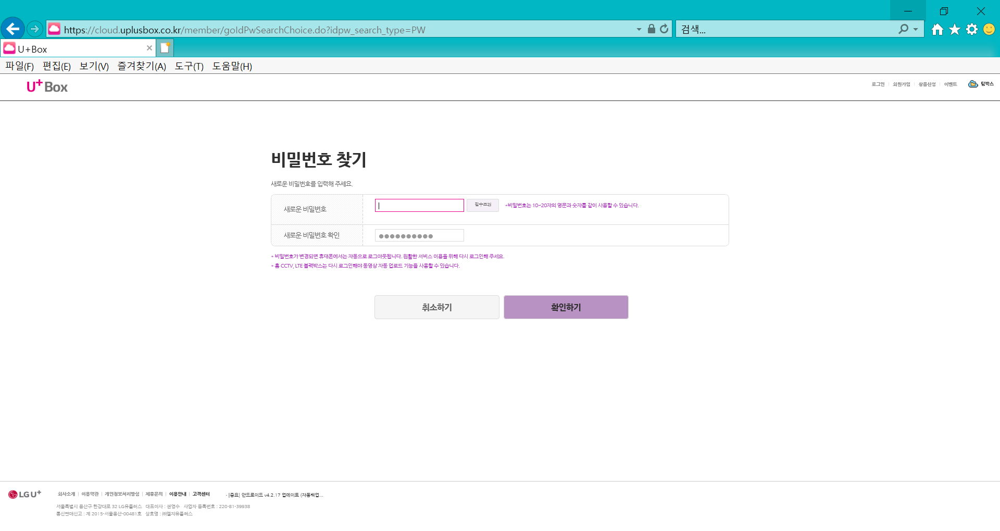 https://cloud.uplusbox.co.kr/member/goIdPwSearchChoice.do?idpw_search_type=PW
검색...
U+Box
파일(F) 편집(E) 보기(V) 즐겨찾기(A) 도구(T) 도움말(H)
U+ Box
로그인 회원가입 상품신청 이벤트 팀박스
비밀번호 찾기
새로운 비밀번호를 입력해 주세요.
새로운 비밀번호 필수조건 *비밀번호는 10~20자의 영문과 숫자를 같이 사용할 수 있습니다.
새로운 비밀번호 확인
* 비밀번호가 변경되면 휴대폰에서는 자동으로 로그아웃됩니다. 원활한 서비스 이용을 위해 다시 로그인해 주세요.
* 홈 CCTV, LTE 블랙박스는 다시 로그인해야 동영상 자동 업로드 기능을 사용할 수 있습니다.
취소하기 확인하기
LG U+
회사소개 이용약관 개인정보처리방침 제휴문의 이용안내 고객센터 · [중요] 안드로이드 v4.2.17 업데이트 (자동백업...
서울특별시 용산구 한강대로 32 LG유플러스 대표이사 : 권영수 사업자 등록번호 : 220-81-39938
통신판매신고 : 제 2015-서울용산-00481호 상호명 : ㈜엘지유플러스